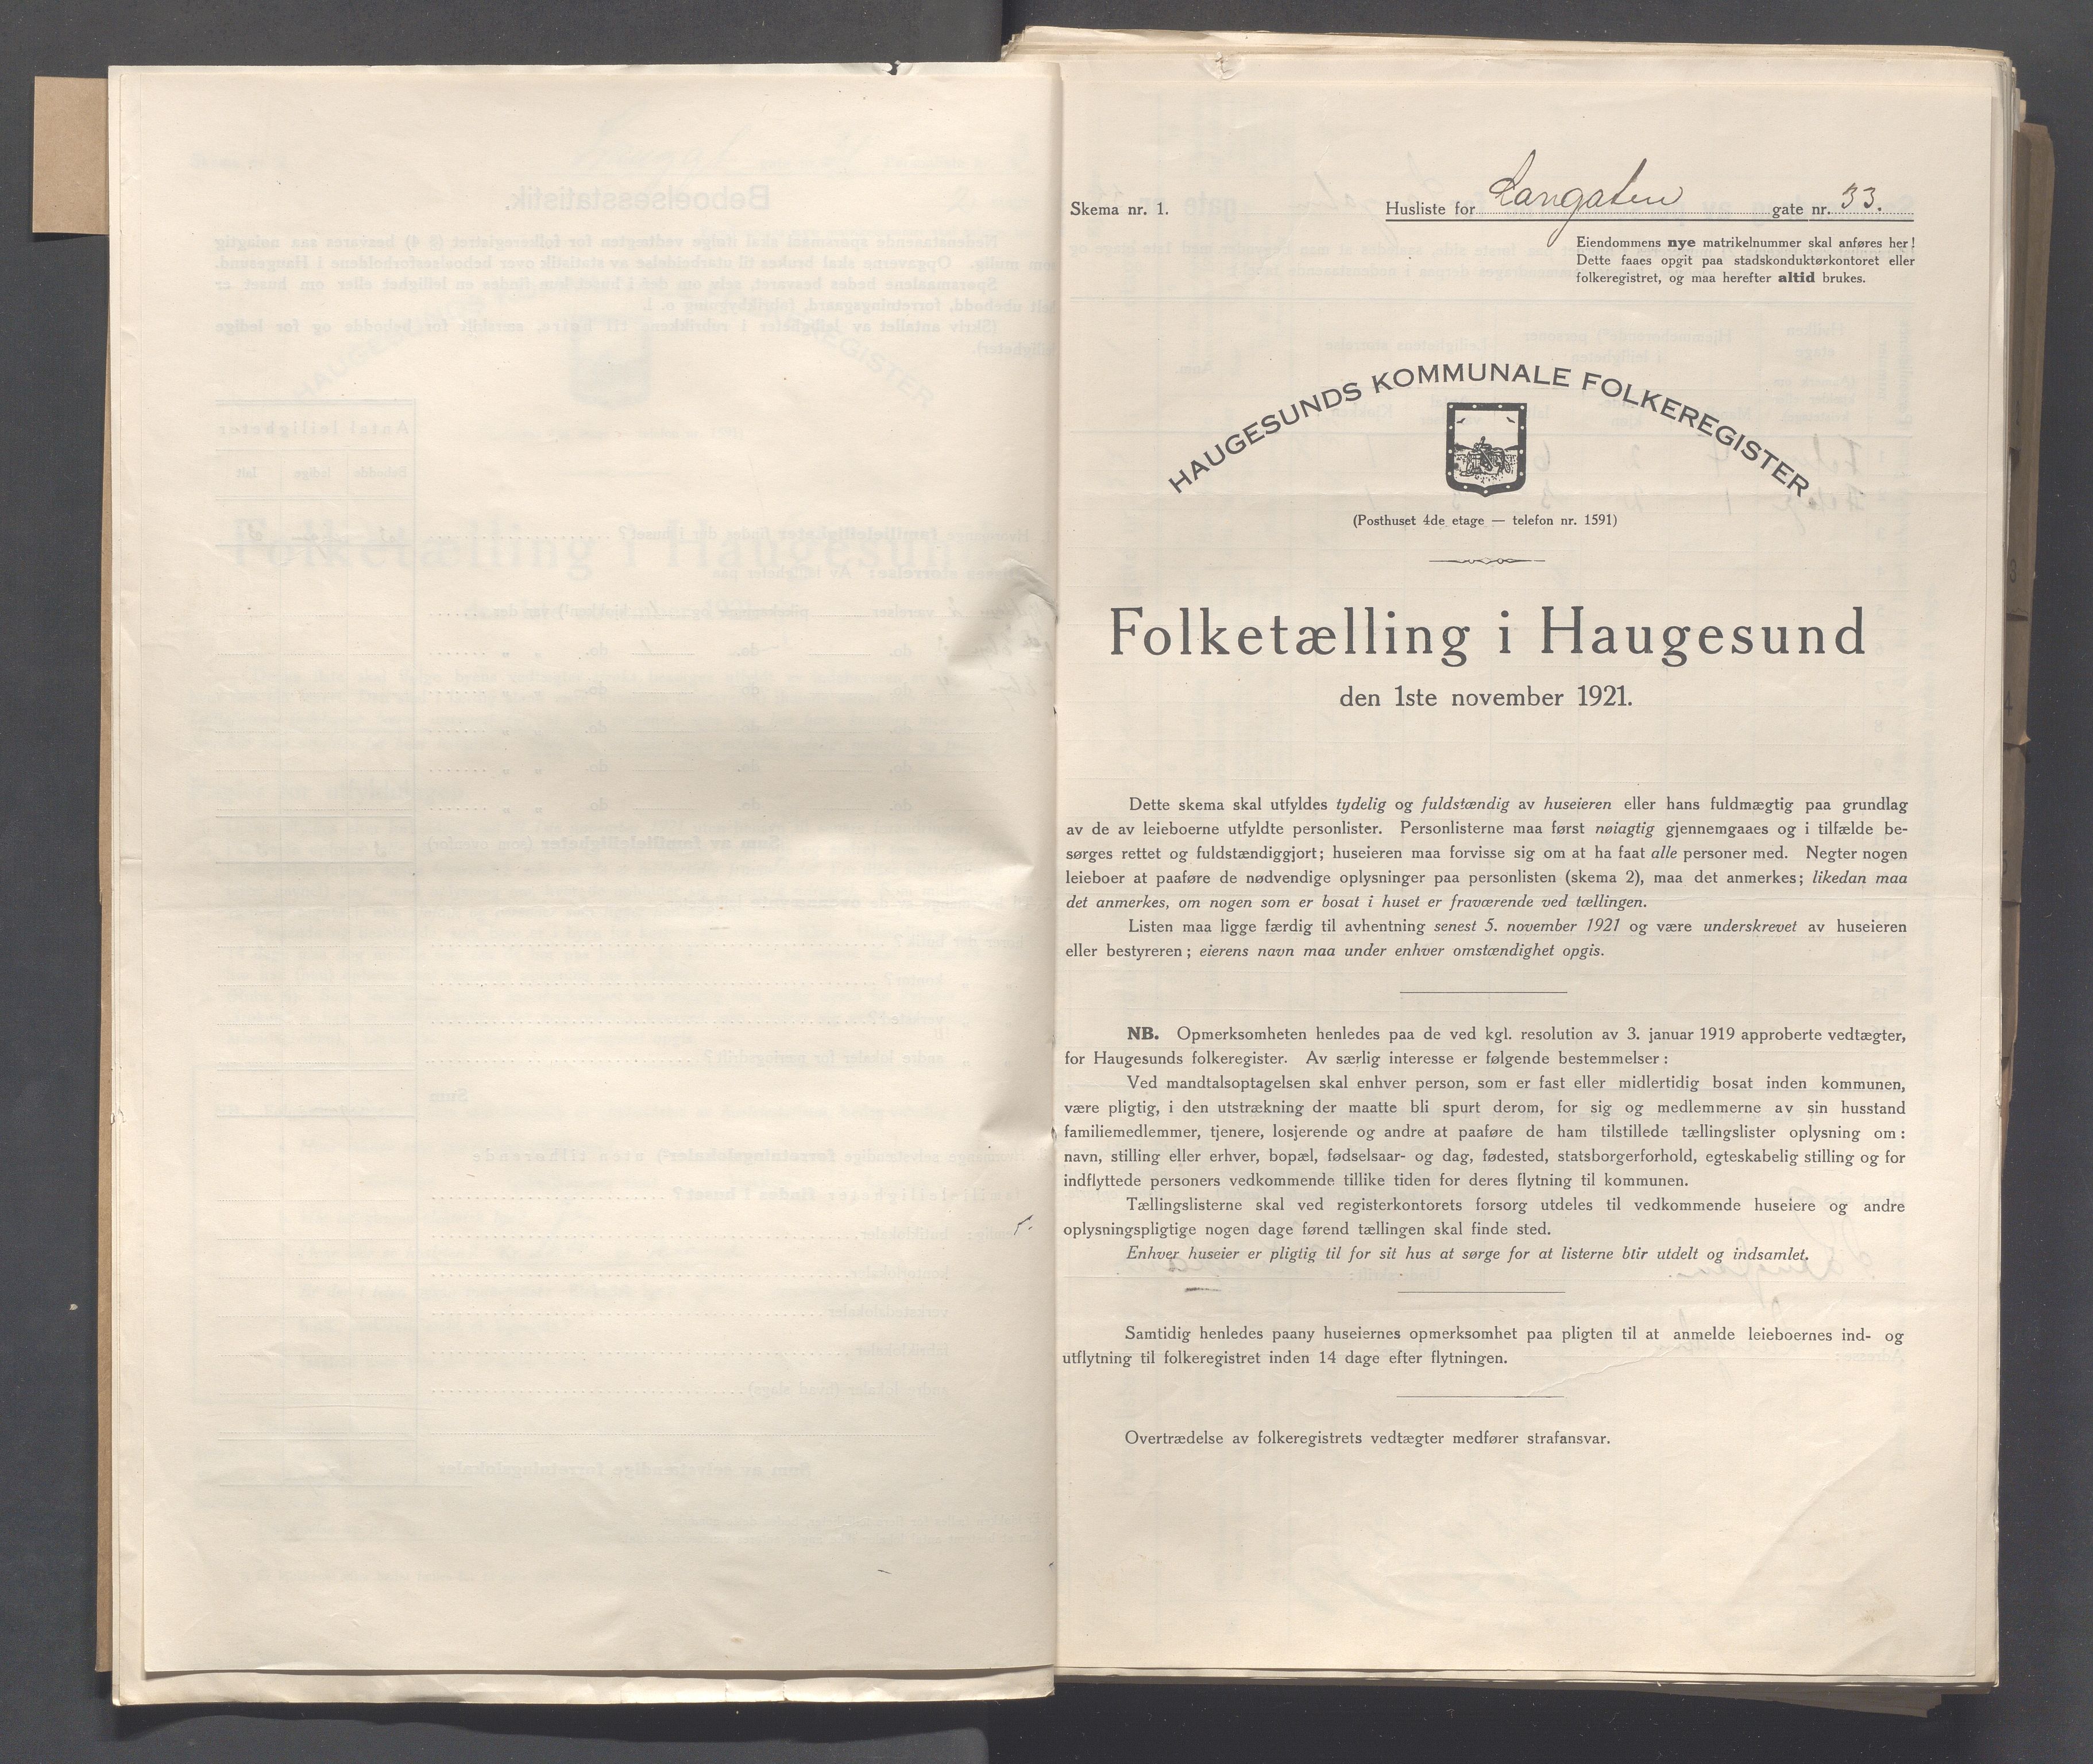 Skema nr. 1.
Husliste for Langaten gate nr. 33.
Eiendommens nye matrikelnummer skal anføres her!
Dette faaes opgit paa stadskonduktørkontoret eller
folkeregistret, og maa herefter altid brukes.
HAUGESUNDS KOMMUNALE FOLKEREGISTER
(Posthuset 4de etage — telefon nr. 1591)
Folketælling i Haugesund
den 1ste november 1921.
Dette skema skal utfyldes tydelig og fuldstændig av huseieren eller hans fuldmægtig paa grundlag
av de av leieboerne utfyldte personlister. Personlisterne maa først nøiagtig gjennemgaaes og i tilfælde be-
sørges rettet og fuldstændiggjort; huseieren maa forvisse sig om at ha faat alle personer med. Negter nogen
leieboer at paaføre de nødvendige oplysninger paa personlisten (skema 2), maa det anmerkes; likedan maa
det anmerkes, om nogen som er bosat i huset er fraværende ved tællingen.
Listen maa ligge færdig til avhentning senest 5. november 1921 og være underskrevet av huseieren
eller bestyreren; eierens navn maa under enhver omstændighet opgis.
NB. Opmerksomheten henledes paa de ved kgl. resolution av 3. januar 1919 approberte vedtægter,
for Haugesunds folkeregister. Av særlig interesse er følgende bestemmelser:
Ved mandtalsoptagelsen skal enhver person, som er fast eller midlertidig bosat inden kommunen,
være pligtig, i den utstrækning der maatte bli spurt derom, for sig og medlemmerne av sin husstand
familiemedlemmer, tjenere, losjerende og andre at paaføre de ham tilstillede tællingslister oplysning om:
navn, stilling eller erhver, bopæl, fødselsaar- og dag, fødested, statsborgerforhold, egteskabelig stilling og for
indflyttede personers vedkommende tillike tiden for deres flytning til kommunen.
Tællingslisterne skal ved registerkontorets forsorg utdeles til vedkommende huseiere og andre
oplysningspligtige nogen dage førend tællingen skal finde sted.
Enhver huseier er pligtig til for sit hus at sørge for at listerne blir utdelt og indsamlet.
Samtidig henledes paany huseiernes opmerksomhet paa pligten til at anmelde leieboernes ind- og
utflytning til folkeregistret inden 14 dage efter flytningen.
Overtrædelse av folkeregistrets vedtægter medfører strafansvar.